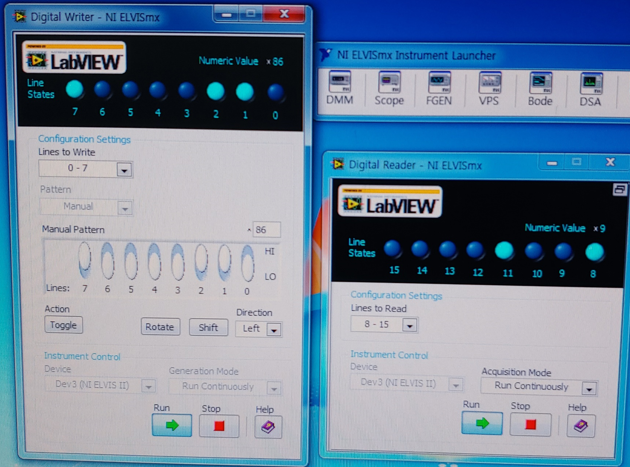 Digital Writer - NI ELVISmx
LabVIEW
Numeric Value x 86
Line States
7 6 5 4 3 2 1 0
Configuration Settings
Lines to Write
0 - 7
Pattern
Manual
Manual Pattern
x 86
HI
LO
Lines: 7 6 5 4 3 2 1 0
Action
Toggle
Rotate
Shift
Direction
Left
Instrument Control
Device
Dev3 (NI ELVIS II)
Generation Mode
Run Continuously
Run Stop Help
NI ELVISmx Instrument Launcher
DMM Scope FGEN VPS Bode DSA
Digital Reader - NI ELVISmx
LabVIEW
Numeric Value x 9
Line States
15 14 13 12 11 10 9 8
Configuration Settings
Lines to Read
8 - 15
Instrument Control
Device
Dev3 (NI ELVIS II)
Acquisition Mode
Run Continuously
Run Stop Help